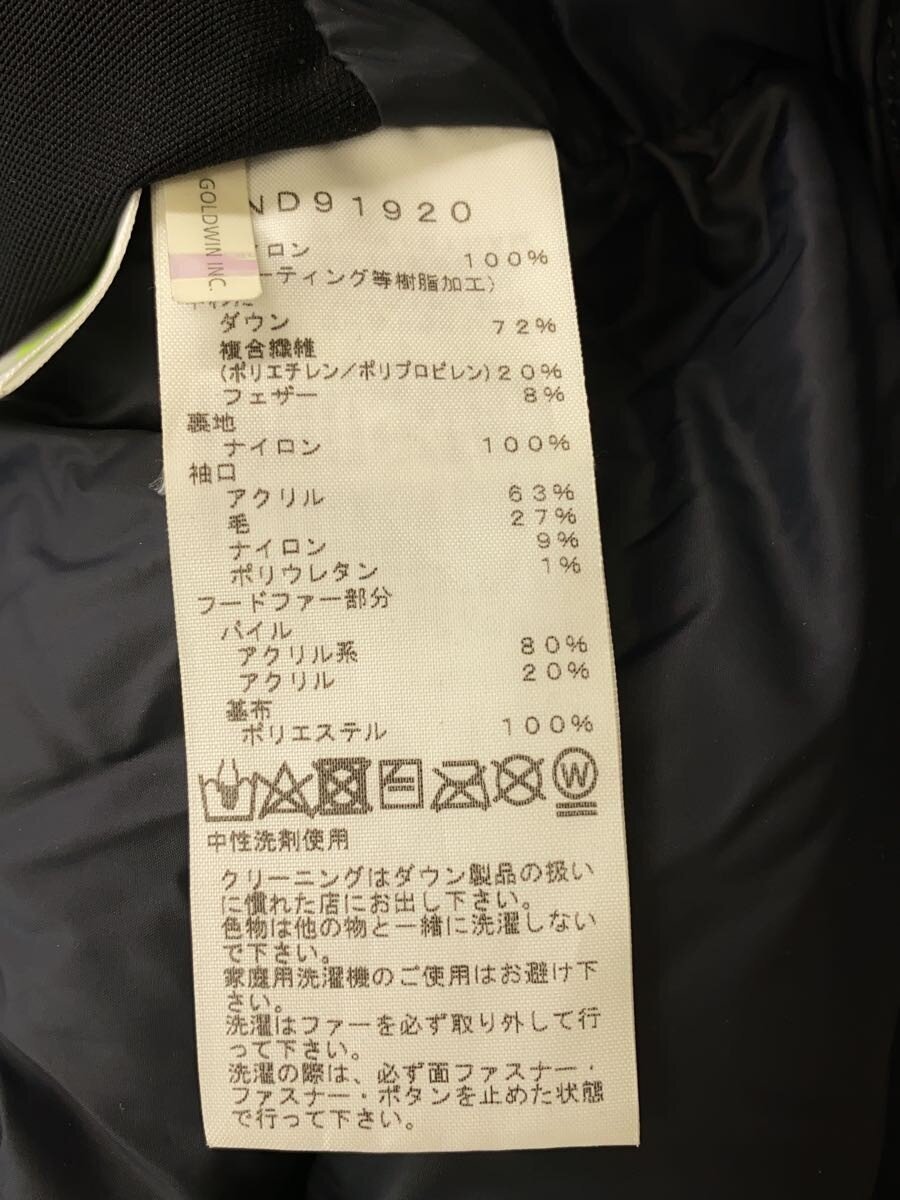 GOLDWIN INC.
ND91920
イロン 100%
ーティング等樹脂加工)
ダウン 72%
複合繊維
(ポリエチレン/ポリプロピレン) 20%
フェザー 8%
裏地
ナイロン 100%
袖口
アクリル 63%
毛 27%
ナイロン 9%
ポリウレタン 1%
フードファー部分
パイル
アクリル系 80%
アクリル 20%
基布
ポリエステル 100%
W
中性洗剤使用
クリーニングはダウン製品の扱い
に慣れた店にお出し下さい。
色物は他の物と一緒に洗濯しない
で下さい。
家庭用洗濯機のご使用はお避け下
さい。
洗濯はファーを必ず取り外して行
って下さい。
洗濯の際は、必ず面ファスナー・
ファスナー・ボタンを止めた状態
で行って下さい。